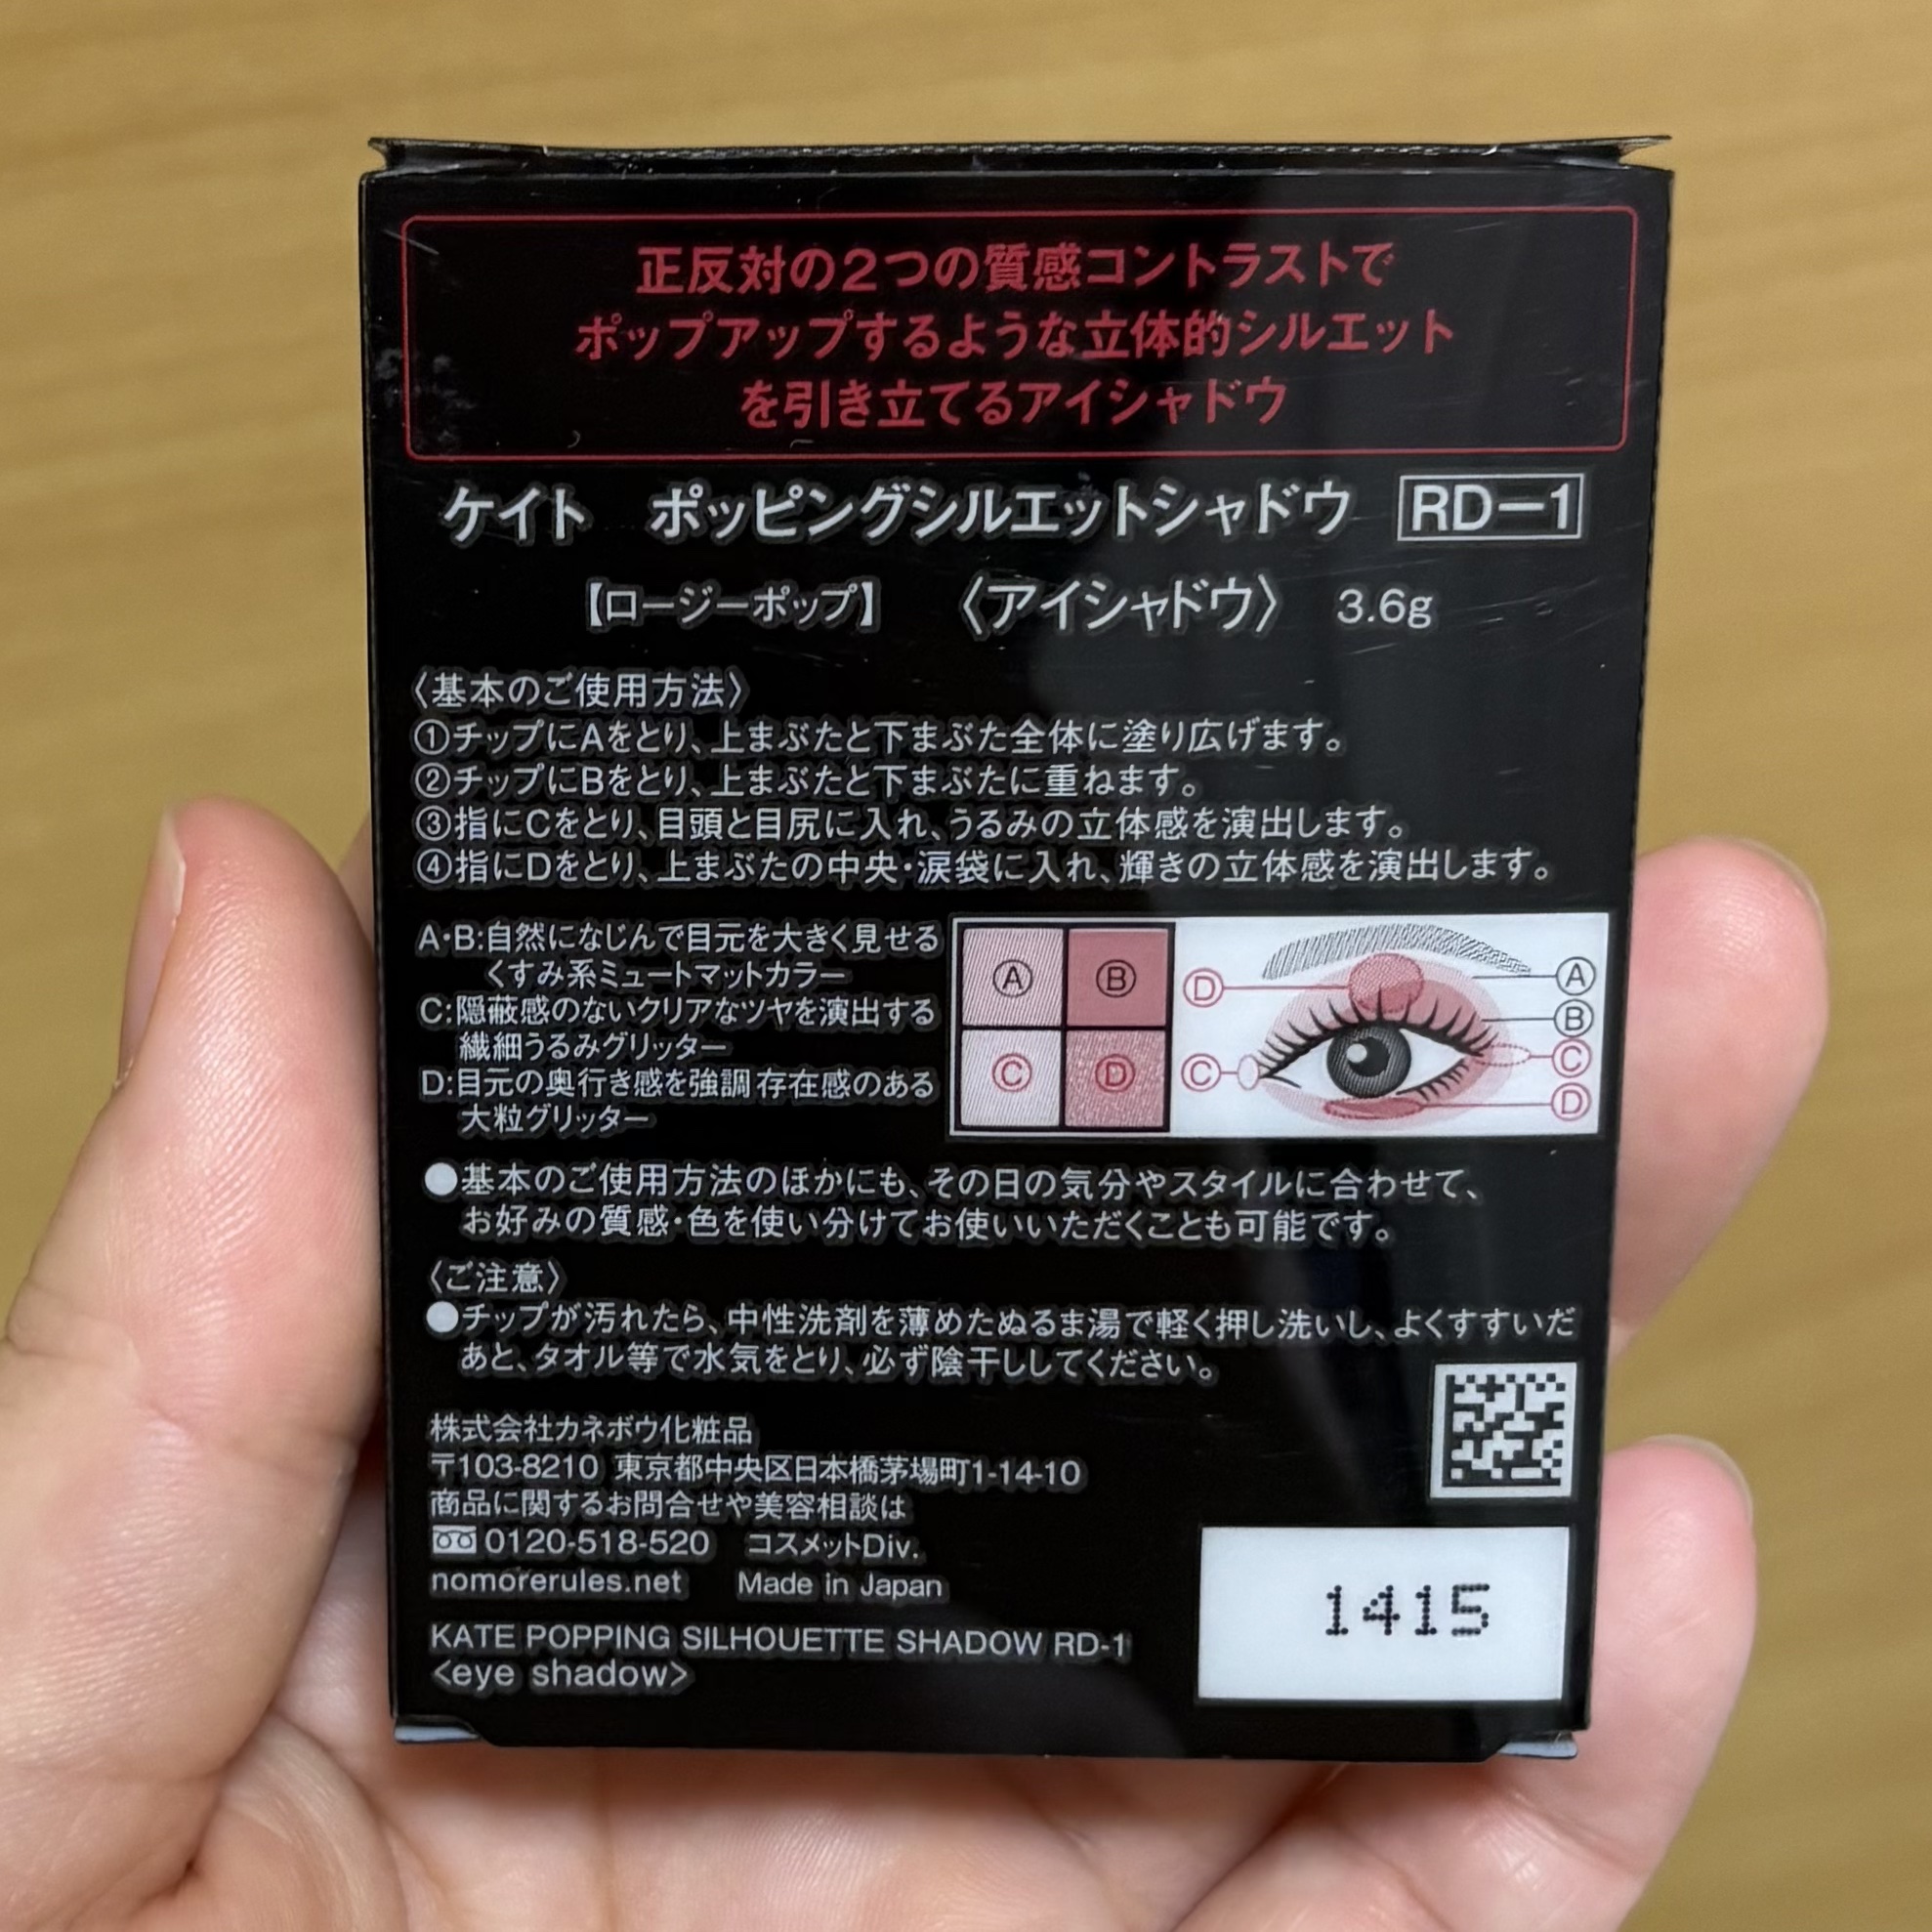 正反対の2つの質感コントラストで
ポップアップするような立体的シルエット
を引き立てるアイシャドウ
ケイト　ポッピングシルエットシャドウ　RD-1
【ロージーポップ】　〈アイシャドウ〉　3.6g
〈基本のご使用方法〉
①チップにAをとり、上まぶたと下まぶた全体に塗り広げます。
②チップにBをとり、上まぶたと下まぶたに重ねます。
③指にCをとり、目頭と目尻に入れ、うるみの立体感を演出します。
④指にDをとり、上まぶたの中央・涙袋に入れ、輝きの立体感を演出します。
A・B:自然になじんで目元を大きく見せる
くすみ系ミュートマットカラー
C:隠蔽感のないクリアなツヤを演出する
繊細うるみグリッター
D:目元の奥行き感を強調 存在感のある
大粒グリッター
Ⓐ Ⓑ
Ⓒ Ⓓ
Ⓓ Ⓐ
Ⓑ
Ⓒ Ⓒ
Ⓓ
●基本のご使用方法のほかにも、その日の気分やスタイルに合わせて、
お好みの質感・色を使い分けてお使いいただくことも可能です。
〈ご注意〉
●チップが汚れたら、中性洗剤を薄めたぬるま湯で軽く押し洗いし、よくすすいだ
あと、タオル等で水気をとり、必ず陰干ししてください。
株式会社カネボウ化粧品
〒103-8210 東京都中央区日本橋茅場町1-14-10
商品に関するお問合せや美容相談は
0120-518-520　コスメットDiv.
nomorerules.net　Made in Japan
KATE POPPING SILHOUETTE SHADOW RD-1
<eye shadow>
1415